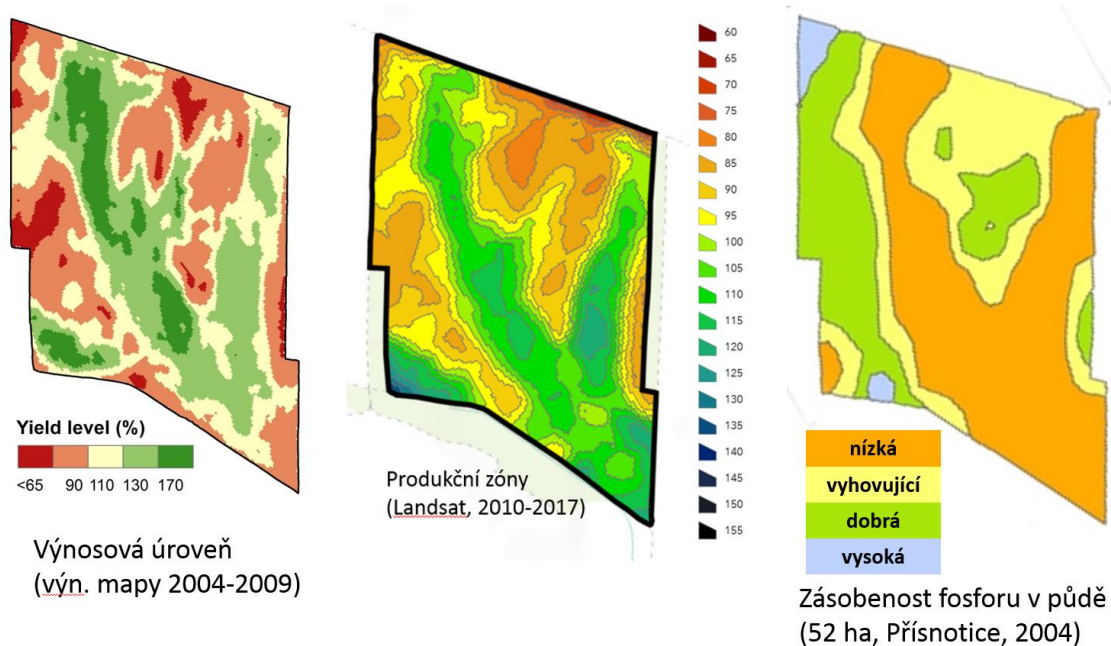 Yield level (%)
<65 90 110 130 170
Výnosová úroveň
(výn. mapy 2004-2009)
Produkční zóny
(Landsat, 2010-2017)
60
65
70
75
80
85
90
95
100
105
110
115
120
125
130
135
140
145
150
155
nízká
vyhovující
dobrá
vysoká
Zásobenost fosforu v půdě
(52 ha, Přísnotice, 2004)